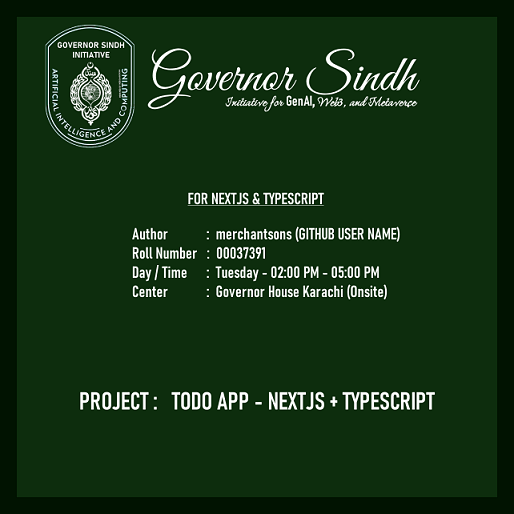 GOVERNOR SINDH
INITIATIVE
ARTIFICIAL INTELLIGENCE AND COMPUTING
Governor Sindh
Initiative for GenAI, Web3, and Metaverse
FOR NEXTJS & TYPESCRIPT
Author : merchantsons (GITHUB USER NAME)
Roll Number : 00037391
Day / Time : Tuesday - 02:00 PM - 05:00 PM
Center : Governor House Karachi (Onsite)
PROJECT : TODO APP - NEXTJS + TYPESCRIPT